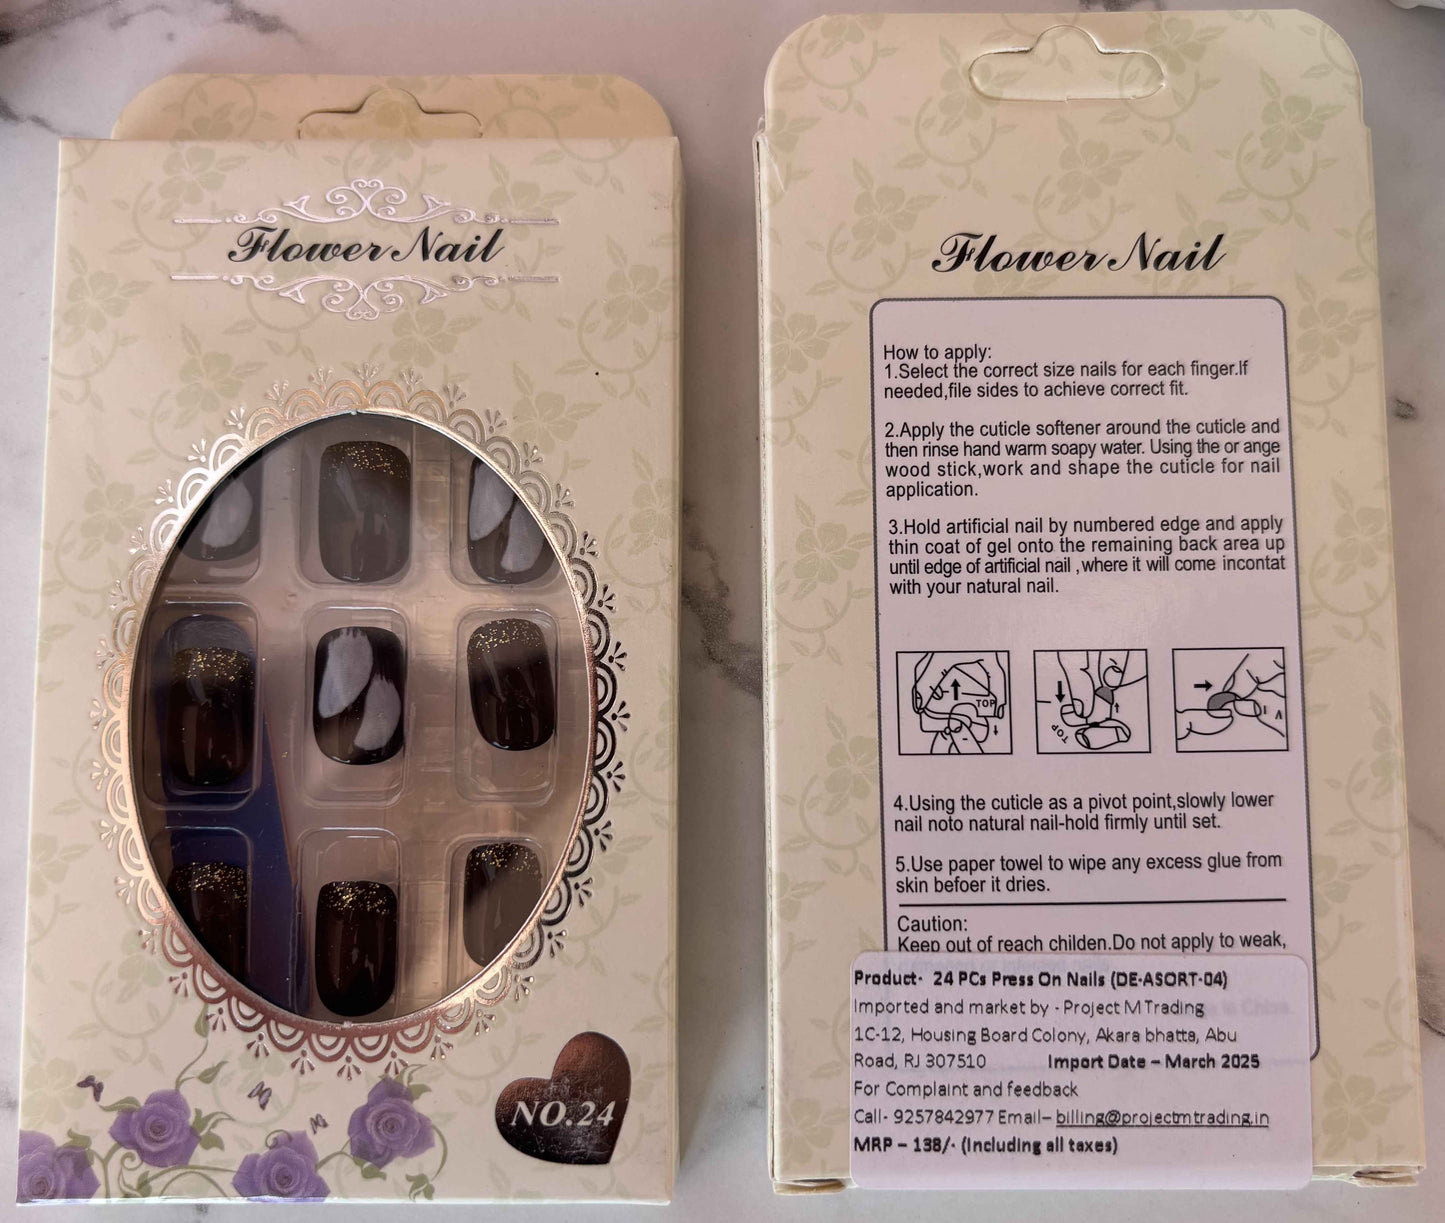 Flower Nail
NO.24
Flower Nail
How to apply:
1.Select the correct size nails for each finger.If
needed,file sides to achieve correct fit.
2.Apply the cuticle softener around the cuticle and
then rinse hand warm soapy water. Using the or ange
wood stick,work and shape the cuticle for nail
application.
3.Hold artificial nail by numbered edge and apply
thin coat of gel onto the remaining back area up
until edge of artificial nail ,where it will come incontat
with your natural nail.
TOP
TOP
4.Using the cuticle as a pivot point,slowly lower
nail noto natural nail-hold firmly until set.
5.Use paper towel to wipe any excess glue from
skin befoer it dries.
Caution:
Keep out of reach childen.Do not apply to weak,
Product- 24 PCs Press On Nails (DE-ASORT-04)
Imported and market by - Project M Trading
1C-12, Housing Board Colony, Akara bhatta, Abu
Road, RJ 307510 Import Date – March 2025
For Complaint and feedback
Call- 9257842977 Email– billing@projectmtrading.in
MRP – 138/- (Including all taxes)